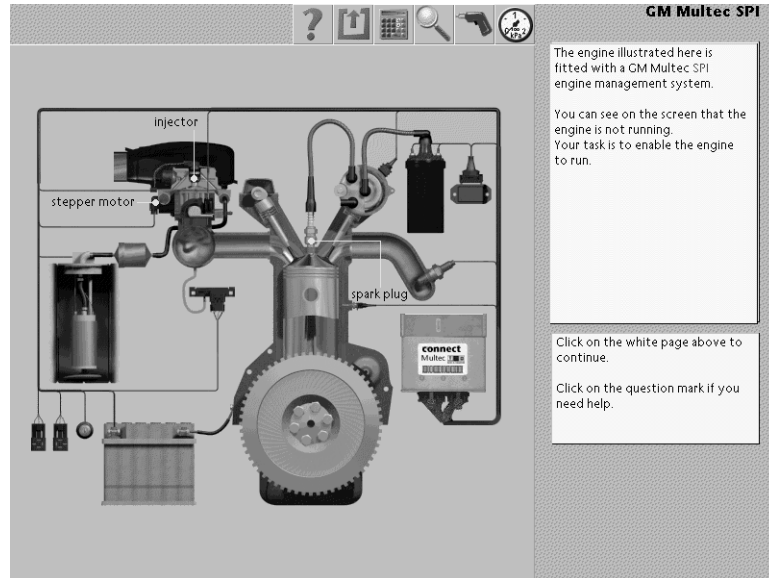 GM Multec SPI
The engine illustrated here is
fitted with a GM Multec SPI
engine management system.
You can see on the screen that the
engine is not running.
Your task is to enable the engine
to run.
injector
stepper motor
spark plug
connect
Multec
Click on the white page above to
continue.
Click on the question mark if you
need help.